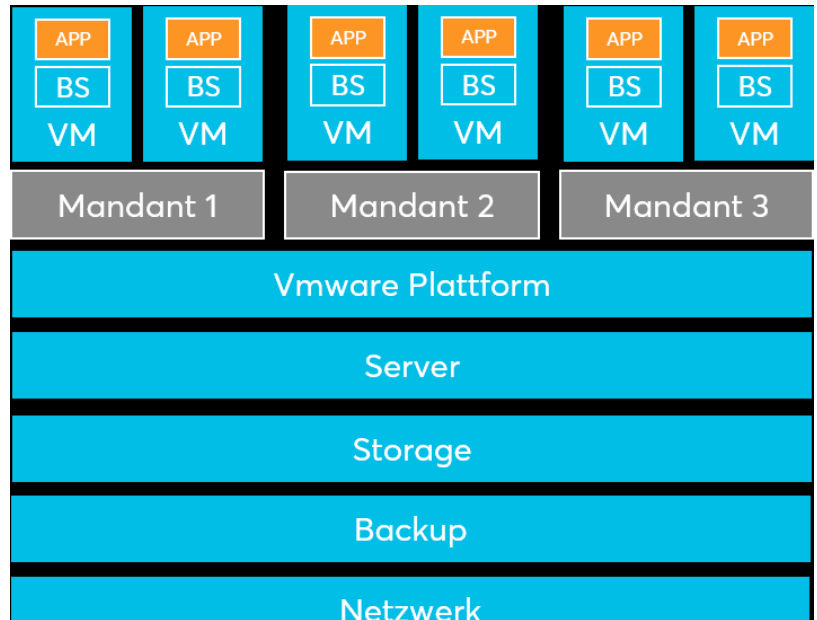 APP APP APP APP APP APP
BS BS BS BS BS BS
VM VM VM VM VM VM
Mandant 1 Mandant 2 Mandant 3
Vmware Plattform
Server
Storage
Backup
Netzwerk